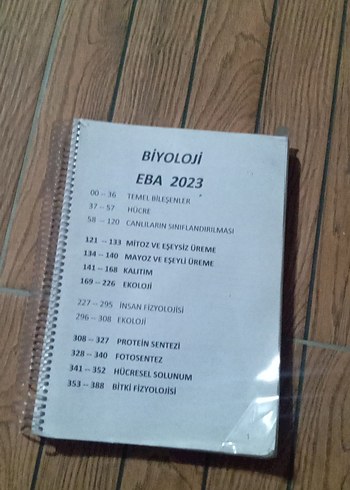 BİYOLOJİ
EBA 2023
00 -- 36 TEMEL BİLEŞENLER
37 -- 57 HÜCRE
58 -- 120 CANLILARIN SINIFLANDIRILMASI
121 -- 133 MİTOZ VE EŞEYSİZ ÜREME
134 -- 140 MAYOZ VE EŞEYLİ ÜREME
141 -- 168 KALITIM
169 -- 226 EKOLOJİ
227 -- 295 İNSAN FİZYOLOJİSİ
296 -- 308 EKOLOJİ
308 -- 327 PROTEİN SENTEZİ
328 -- 340 FOTOSENTEZ
341 -- 352 HÜCRESEL SOLUNUM
353 -- 388 BİTKİ FİZYOLOJİSİ
1